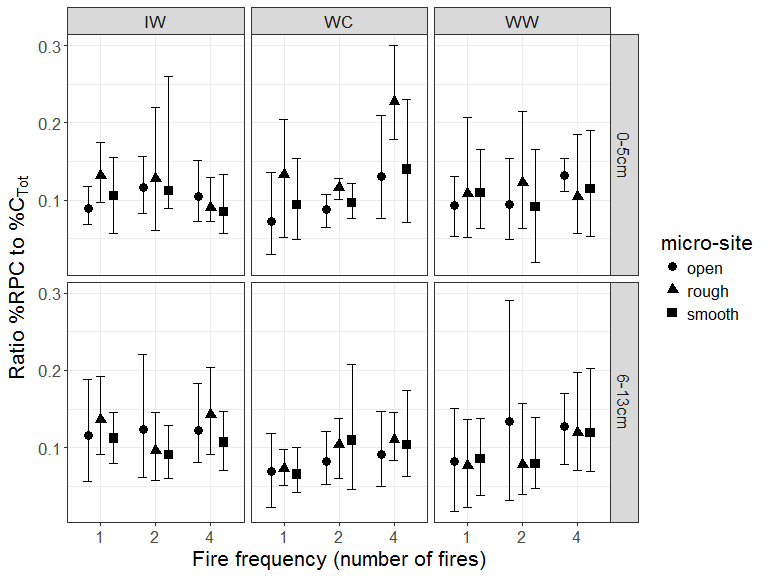 IW WC WW
0.3
0.2
0.1
0-5cm
0.3
0.2
0.1
6-13cm
1 2 4 1 2 4 1 2 4
Fire frequency (number of fires)
Ratio %RPC to %CTot
micro-site
open
rough
smooth